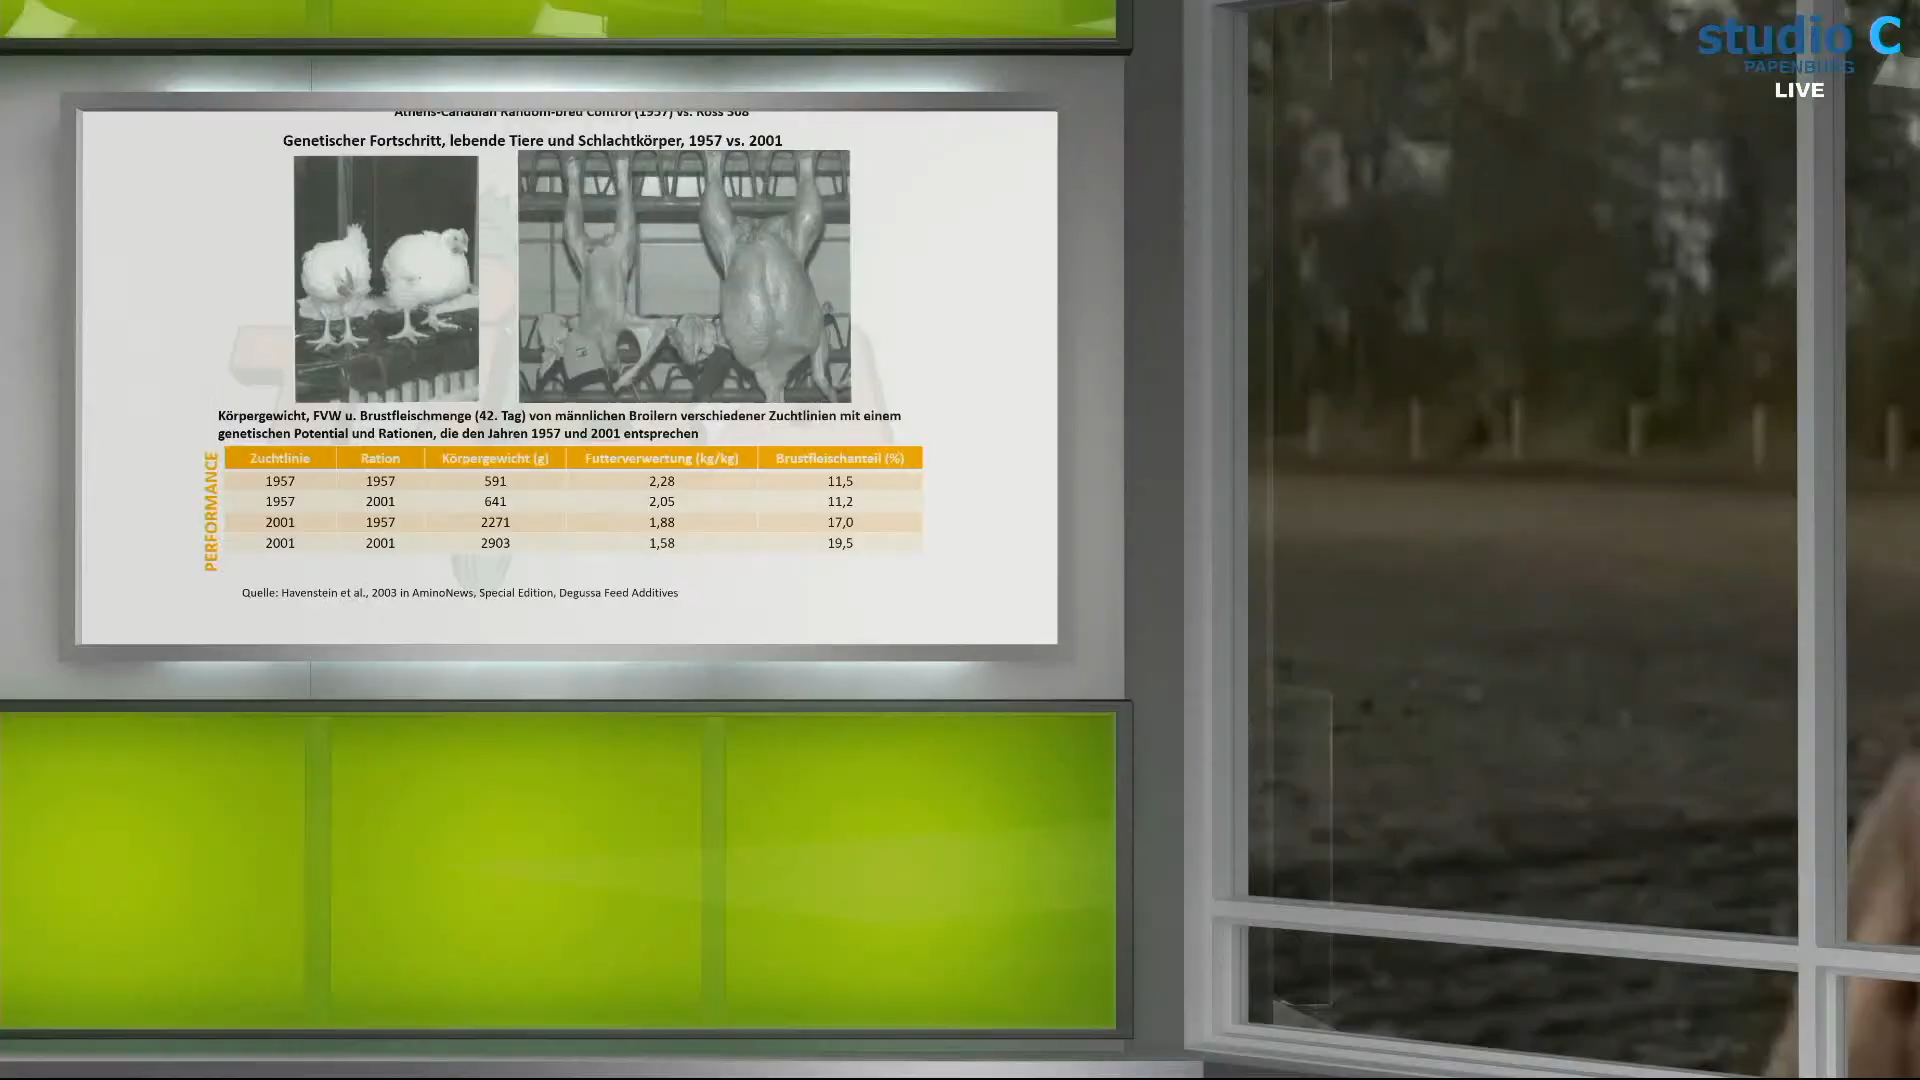 studio C
PAPENBURG
LIVE
Athens-Canadian Random-bred Control (1957) vs. Ross 308
Genetischer Fortschritt, lebende Tiere und Schlachtkörper, 1957 vs. 2001
Körpergewicht, FVW u. Brustfleischmenge (42. Tag) von männlichen Broilern verschiedener Zuchtlinien mit einem
genetischen Potential und Rationen, die den Jahren 1957 und 2001 entsprechen
PERFORMANCE
Zuchtlinie Ration Körpergewicht (g) Futterverwertung (kg/kg) Brustfleischanteil (%)
1957 1957 591 2,28 11,5
1957 2001 641 2,05 11,2
2001 1957 2271 1,88 17,0
2001 2001 2903 1,58 19,5
Quelle: Havenstein et al., 2003 in AminoNews, Special Edition, Degussa Feed Additives